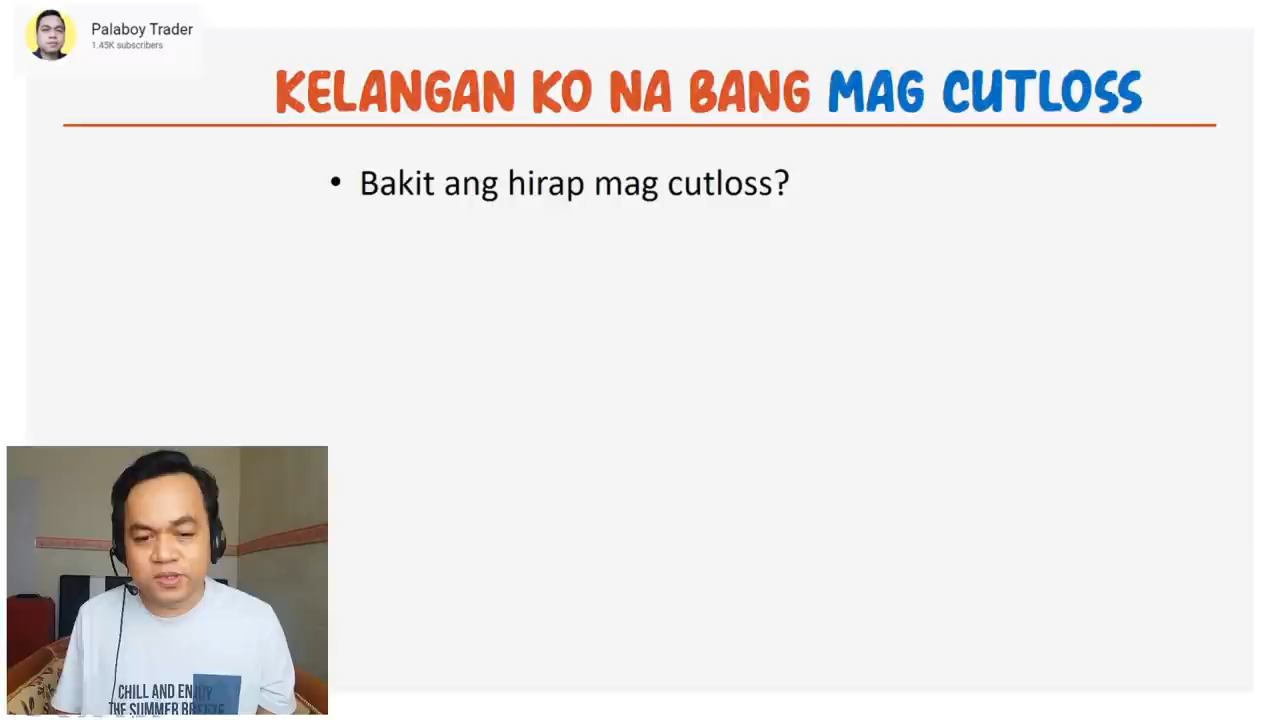 Palaboy Trader
1.45K subscribers
KELANGAN KO NA BANG MAG CUTLOSS
• Bakit ang hirap mag cutloss?
CHILL AND ENJOY
THE SUMMER BREEZE